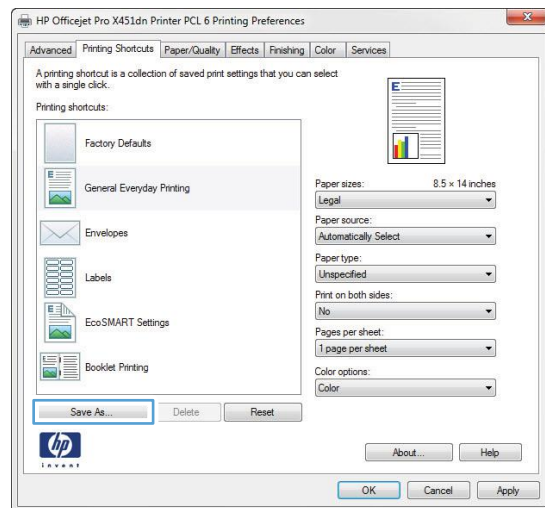 HP Officejet Pro X451dn Printer PCL 6 Printing Preferences
Advanced Printing Shortcuts Paper/Quality Effects Finishing Color Services
A printing shortcut is a collection of saved print settings that you can select
with a single click.
Printing shortcuts:
Factory Defaults
General Everyday Printing
Envelopes
Labels
EcoSMART Settings
Booklet Printing
Save As... Delete Reset
E
Paper sizes: 8.5 × 14 inches
Legal
Paper source:
Automatically Select
Paper type:
Unspecified
Print on both sides:
No
Pages per sheet:
1 page per sheet
Color options:
Color
hp
invent
About... Help
OK Cancel Apply